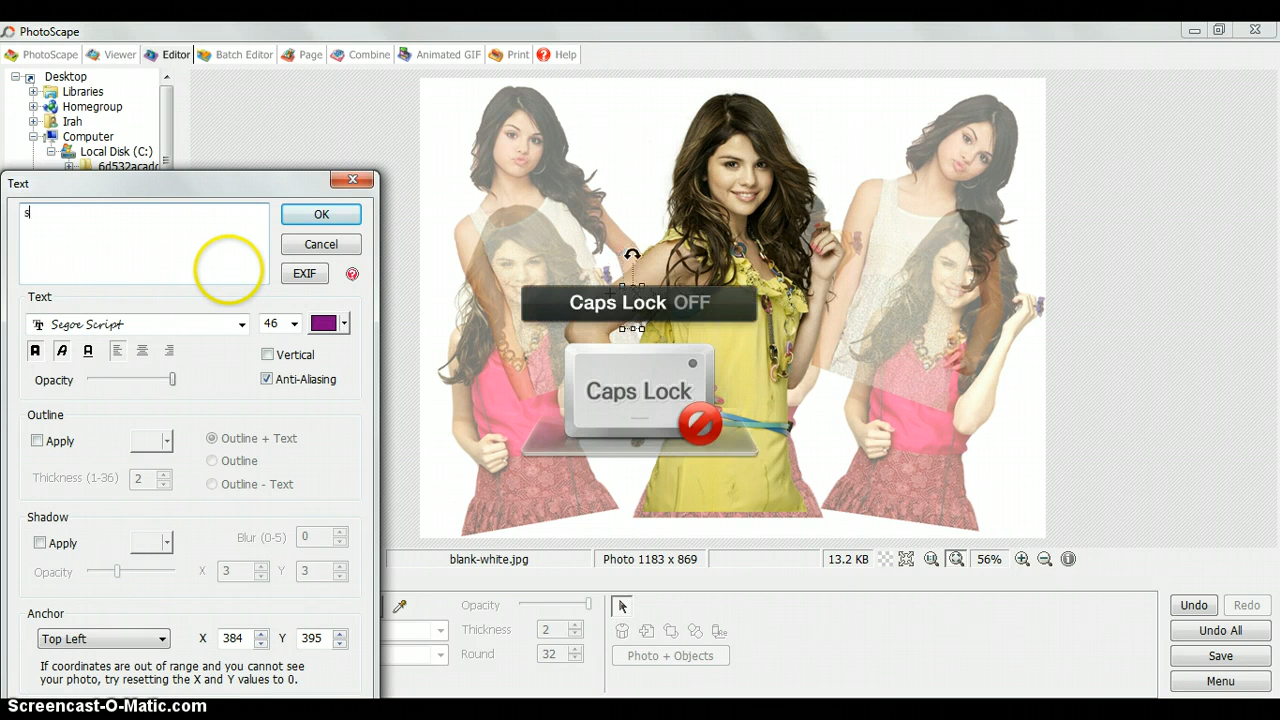 PhotoScape
PhotoScape Viewer Editor Batch Editor Page Combine Animated GIF Print Help
Desktop
Libraries
Homegroup
Irah
Computer
Local Disk (C:)
Text
s
OK
Cancel
EXIF
Text
Segoe Script 46
A A A
Vertical
Opacity
Anti-Aliasing
Outline
Apply
Outline + Text
Outline
Thickness (1-36) 2
Outline - Text
Shadow
Apply
Blur (0-5) 0
Opacity X 3 Y 3
Anchor
Top Left X 384 Y 395
If coordinates are out of range and you cannot see
your photo, try resetting the X and Y values to 0.
Caps Lock OFF
Caps Lock
blank-white.jpg Photo 1183 x 869 13.2 KB 56%
Opacity
Thickness 2
Round 32
Photo + Objects
Undo Redo
Undo All
Save
Menu
Screencast-O-Matic.com